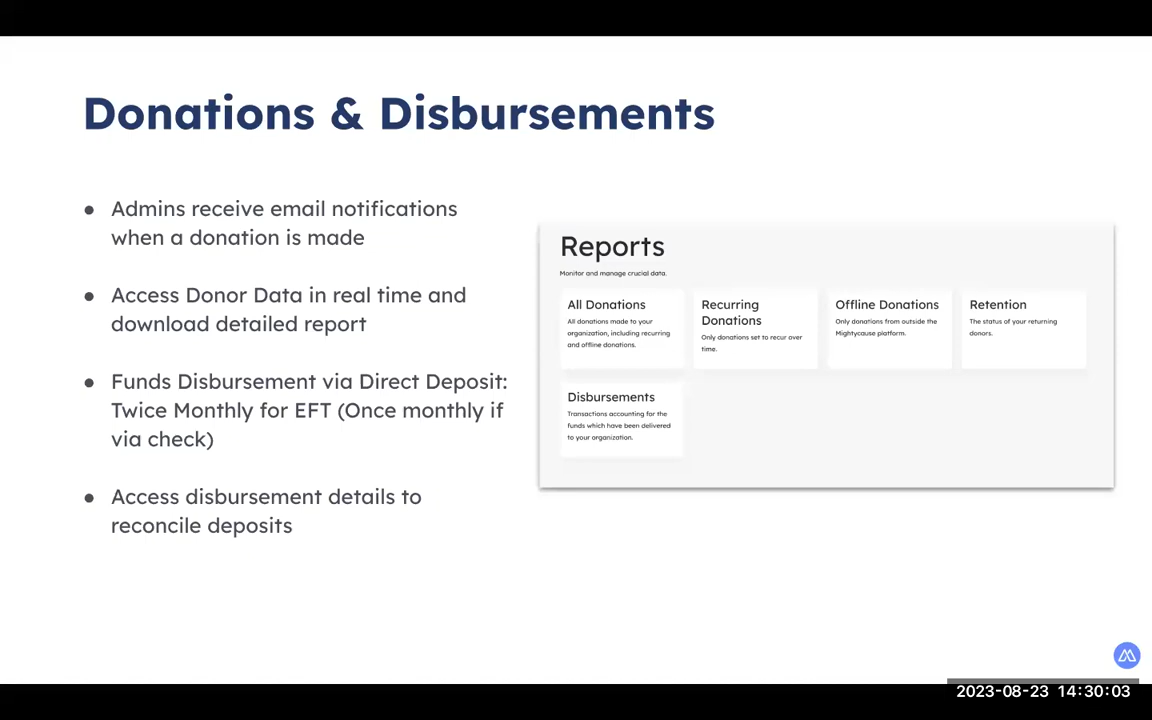 Donations & Disbursements
● Admins receive email notifications
when a donation is made
● Access Donor Data in real time and
download detailed report
● Funds Disbursement via Direct Deposit:
Twice Monthly for EFT (Once monthly if
via check)
● Access disbursement details to
reconcile deposits
Reports
Monitor and manage crucial data.
All Donations
All donations made to your
organization, including recurring
and offline donations.
Recurring
Donations
Only donations set to recur over
time.
Offline Donations
Only donations from outside the
Mightycause platform.
Retention
The status of your returning
donors.
Disbursements
Transactions accounting for the
funds which have been delivered
to your organization.
2023-08-23 14:30:03